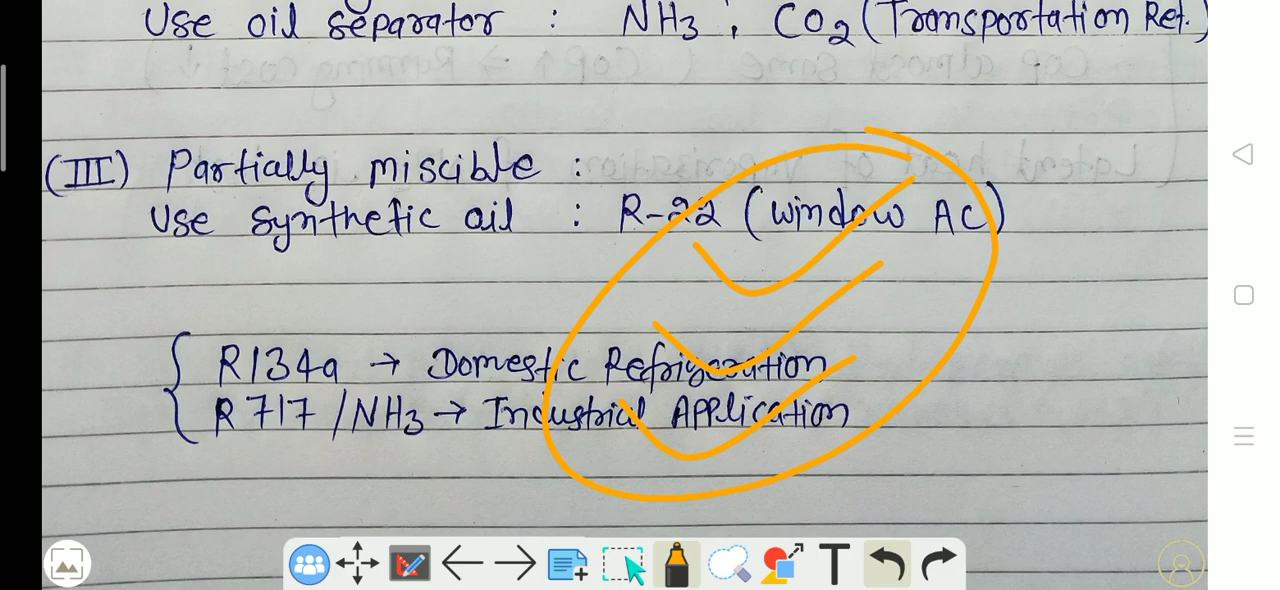 Use oil separator : NH3, CO2 (Transportation Ref.)
(III) Partially miscible :
Use synthetic oil : R-22 (window AC)
R134a → Domestic Refrigeration
R717/NH3 → Industrial Application
T